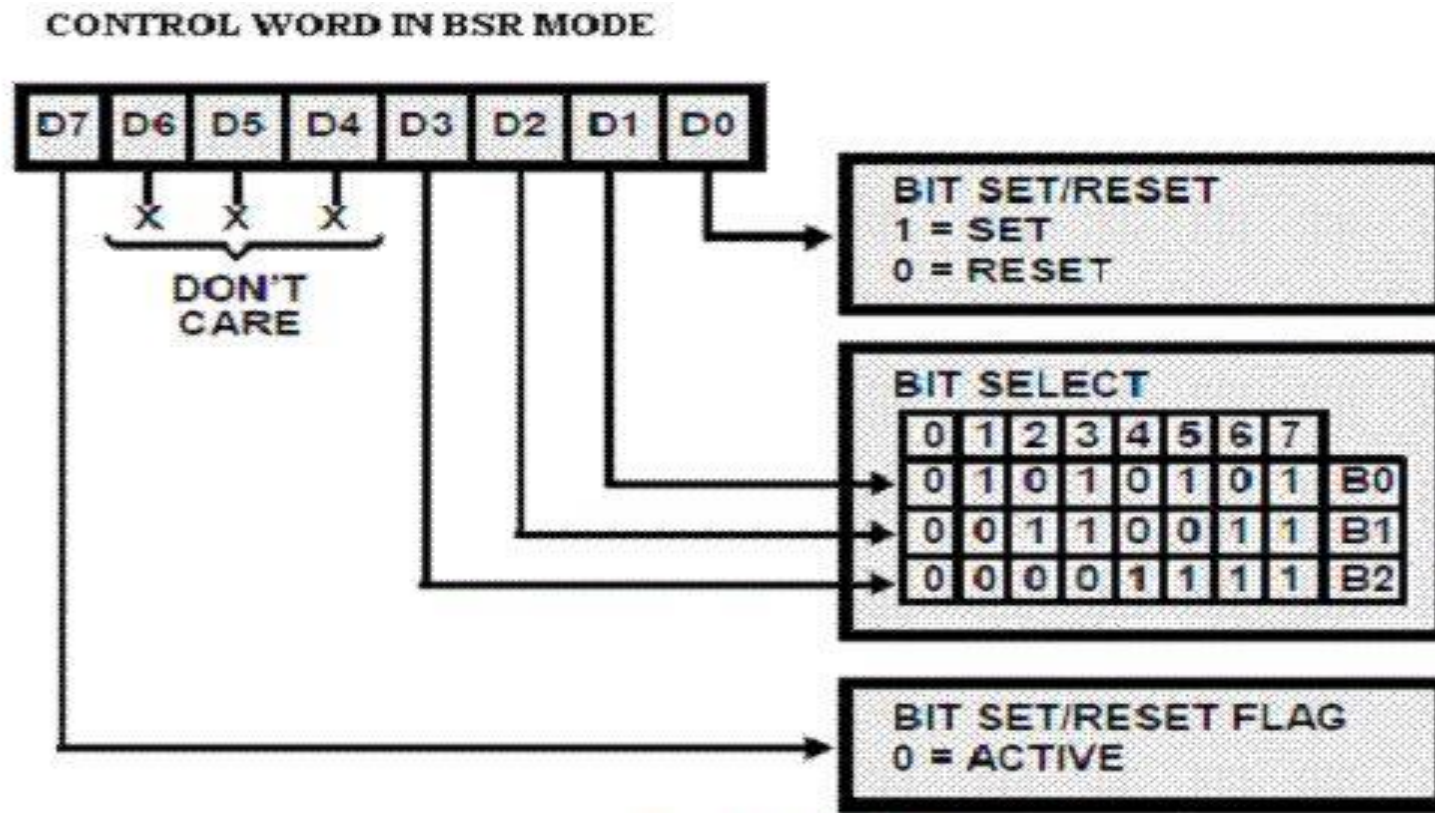 CONTROL WORD IN BSR MODE
D7 D6 D5 D4 D3 D2 D1 D0
X X X
DON'T
CARE
BIT SET/RESET
1 = SET
0 = RESET
BIT SELECT
0 1 2 3 4 5 6 7
0 1 0 1 0 1 0 1 B0
0 0 1 1 0 0 1 1 B1
0 0 0 0 1 1 1 1 B2
BIT SET/RESET FLAG
0 = ACTIVE